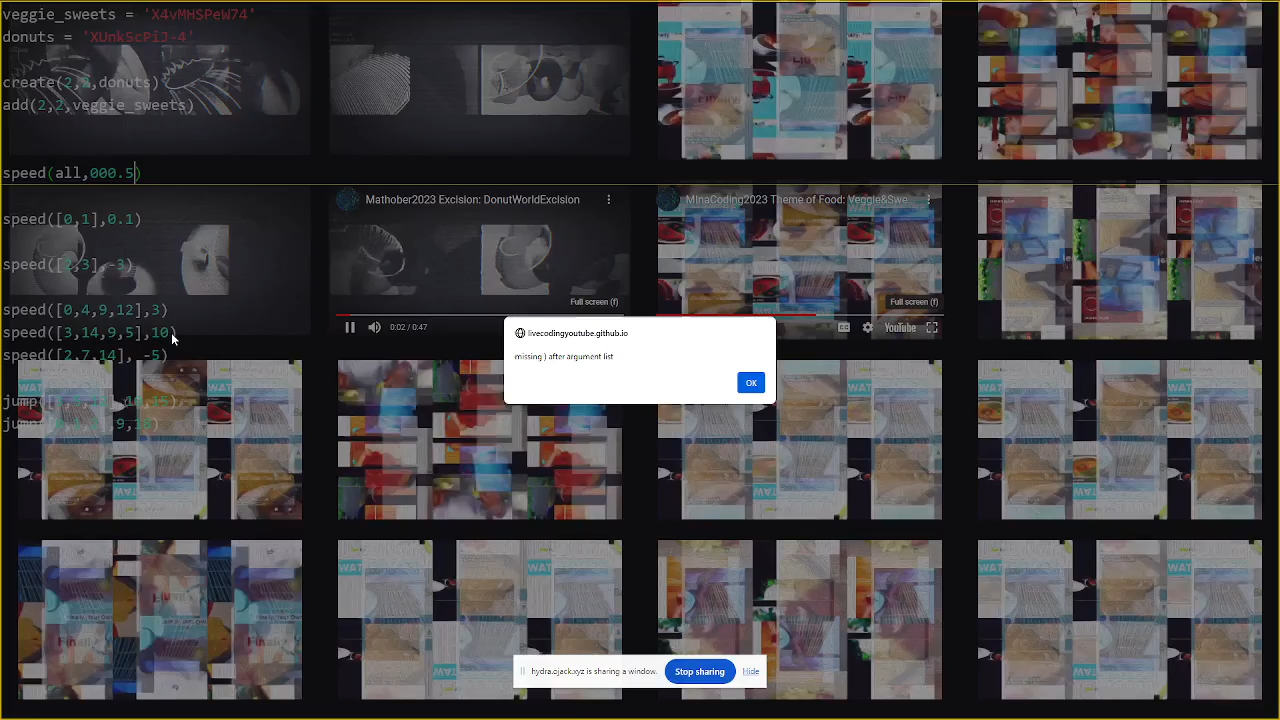 veggie_sweets = 'X4vMHSPeW74'
donuts = 'XUnkScPiJ-4'
create(2,2,donuts)
add(2,2,veggie_sweets)
speed(all,000.5)
speed([0,1],0.1)
speed([2,3],-3)
speed([0,4,9,12],3)
speed([3,14,9,5],10)
speed([2,7,14], -5)
Mathober2023 Excision: DonutWorldExcision
MInaCoding2023 Theme of Food: Veggie&Swe...
Full screen (f)
Full screen (f)
0:02 / 0:47
CC
YouTube
livecodingyoutube.github.io
missing ) after argument list
OK
hydra.ojack.xyz is sharing a window.
Stop sharing
Hide